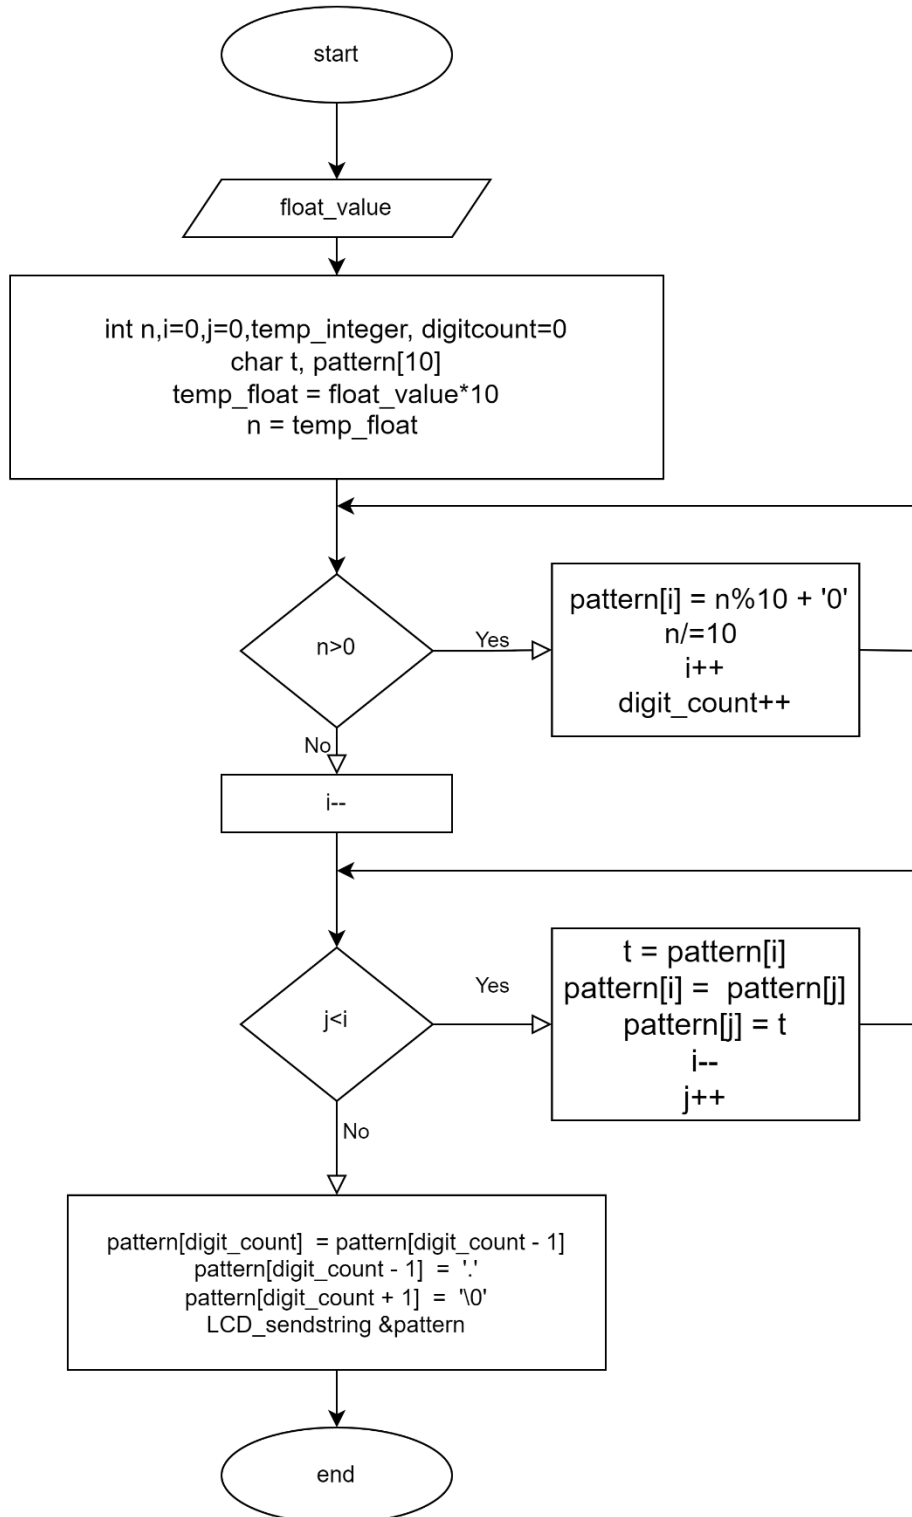 start
float_value
int n,i=0,j=0,temp_integer, digitcount=0
char t, pattern[10]
temp_float = float_value*10
n = temp_float
n>0
Yes
pattern[i] = n%10 + '0'
n/=10
i++
digit_count++
No
i--
j<i
Yes
t = pattern[i]
pattern[i] =  pattern[j]
pattern[j] = t
i--
j++
No
pattern[digit_count]  = pattern[digit_count - 1]
pattern[digit_count - 1]  =  '.'
pattern[digit_count + 1]  =  '\0'
LCD_sendstring &pattern
end